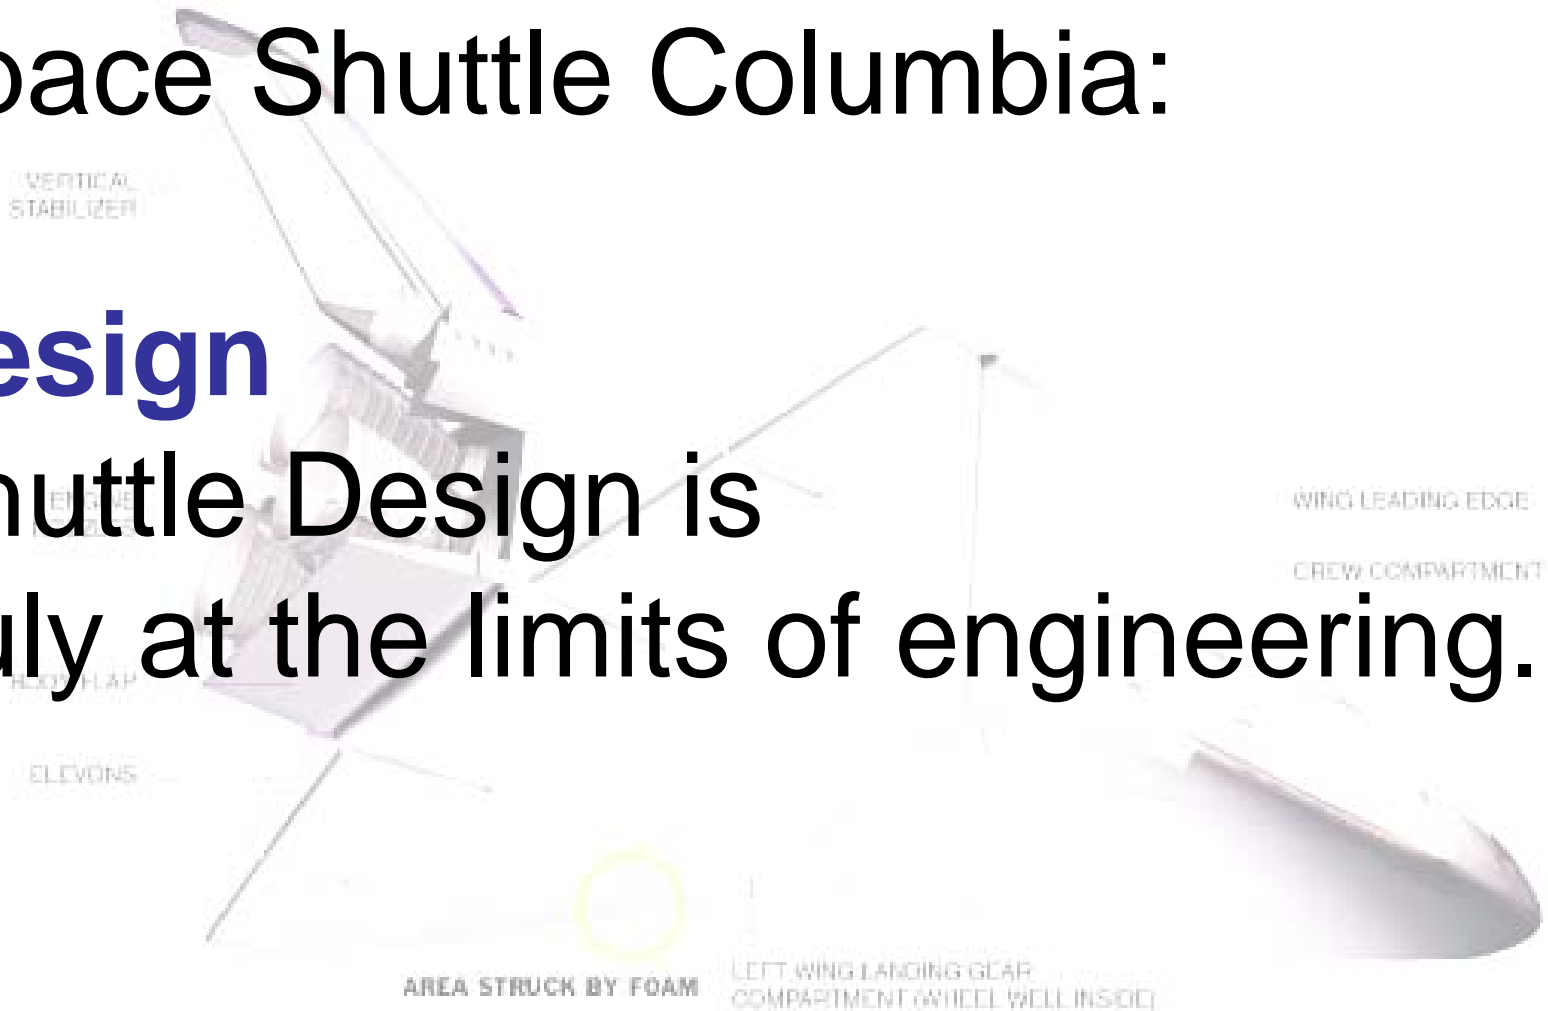 pace Shuttle Columbia:
VERTICAL
STABILIZER
esign
huttle Design is
WING LEADING EDGE
CREW COMPARTMENT
uly at the limits of engineering.
ELEVONS
AREA STRUCK BY FOAM
LEFT WING LANDING GEAR
COMPARTMENT (WHEEL WELL INSIDE)